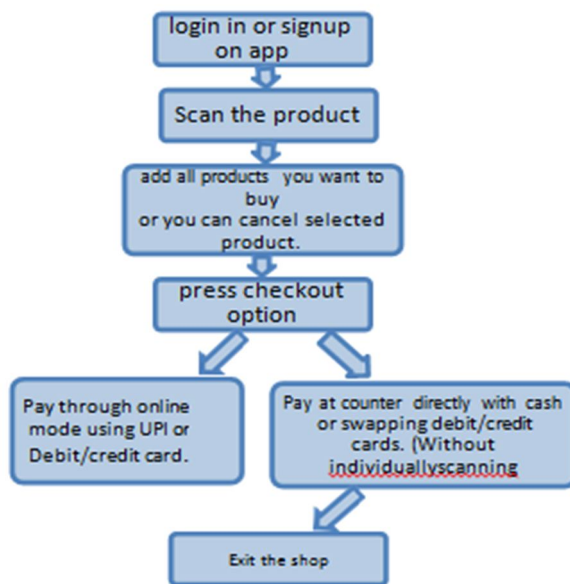 login in or signup
on app
Scan the product
add all products you want to
buy
or you can cancel selected
product.
press checkout
option
Pay through online
mode using UPI or
Debit/credit card.
Pay at counter directly with cash
or swapping debit/credit
cards. (Without
individuallyscanning
Exit the shop